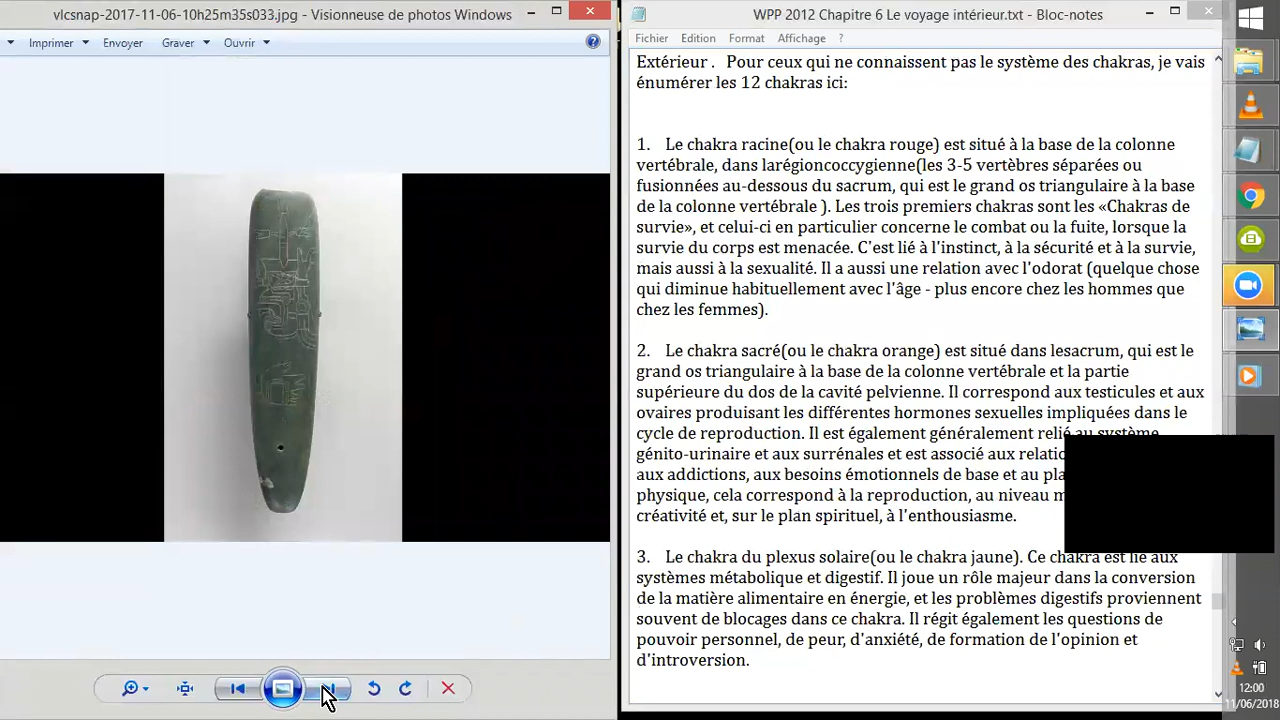 vlcsnap-2017-11-06-10h25m35s033.jpg - Visionneuse de photos Windows
Imprimer Envoyer Graver Ouvrir
WPP 2012 Chapitre 6 Le voyage intérieur.txt - Bloc-notes
Fichier Edition Format Affichage ?
Extérieur . Pour ceux qui ne connaissent pas le système des chakras, je vais
énumérer les 12 chakras ici:
1. Le chakra racine(ou le chakra rouge) est situé à la base de la colonne
vertébrale, dans larégioncoccygienne(les 3-5 vertèbres séparées ou
fusionnées au-dessous du sacrum, qui est le grand os triangulaire à la base
de la colonne vertébrale ). Les trois premiers chakras sont les «Chakras de
survie», et celui-ci en particulier concerne le combat ou la fuite, lorsque la
survie du corps est menacée. C'est lié à l'instinct, à la sécurité et à la survie,
mais aussi à la sexualité. Il a aussi une relation avec l'odorat (quelque chose
qui diminue habituellement avec l'âge - plus encore chez les hommes que
chez les femmes).
2. Le chakra sacré(ou le chakra orange) est situé dans lesacrum, qui est le
grand os triangulaire à la base de la colonne vertébrale et la partie
supérieure du dos de la cavité pelvienne. Il correspond aux testicules et aux
ovaires produisant les différentes hormones sexuelles impliquées dans le
cycle de reproduction. Il est également généralement relié au système
génito-urinaire et aux surrénales et est associé aux
aux addictions, aux besoins émotionnels de base et au
physique, cela correspond à la reproduction, au niveau
créativité et, sur le plan spirituel, à l'enthousiasme.
3. Le chakra du plexus solaire(ou le chakra jaune). Ce chakra est lié aux
systèmes métabolique et digestif. Il joue un rôle majeur dans la conversion
de la matière alimentaire en énergie, et les problèmes digestifs proviennent
souvent de blocages dans ce chakra. Il régit également les questions de
pouvoir personnel, de peur, d'anxiété, de formation de l'opinion et
d'introversion.
12:00
11/06/2018